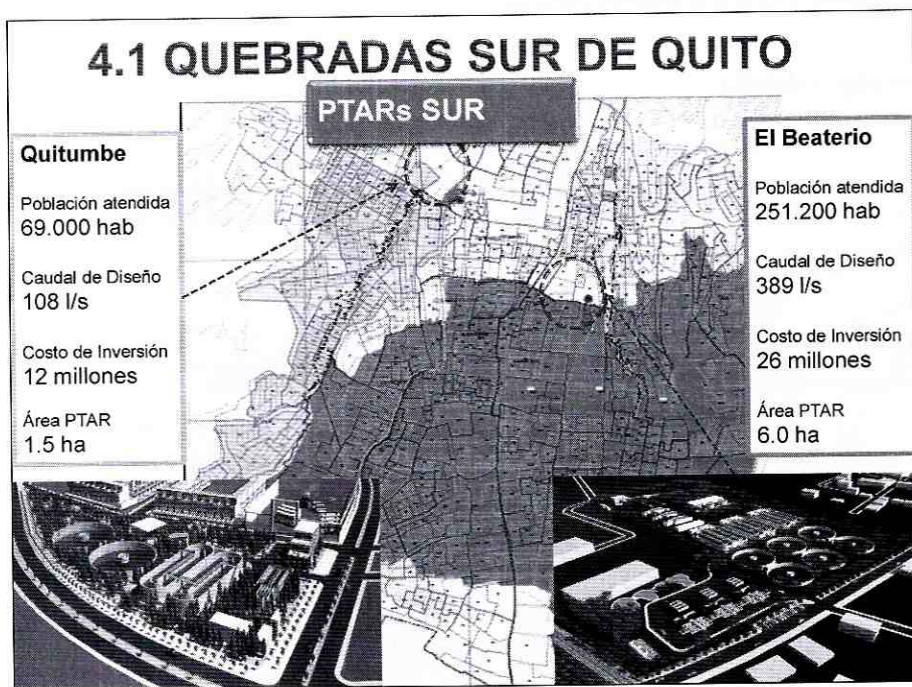 4.1 QUEBRADAS SUR DE QUITO
PTARs SUR
Quitumbe
Población atendida
69.000 hab
Caudal de Diseño
108 l/s
Costo de Inversión
12 millones
Área PTAR
1.5 ha
El Beaterio
Población atendida
251.200 hab
Caudal de Diseño
389 l/s
Costo de Inversión
26 millones
Área PTAR
6.0 ha